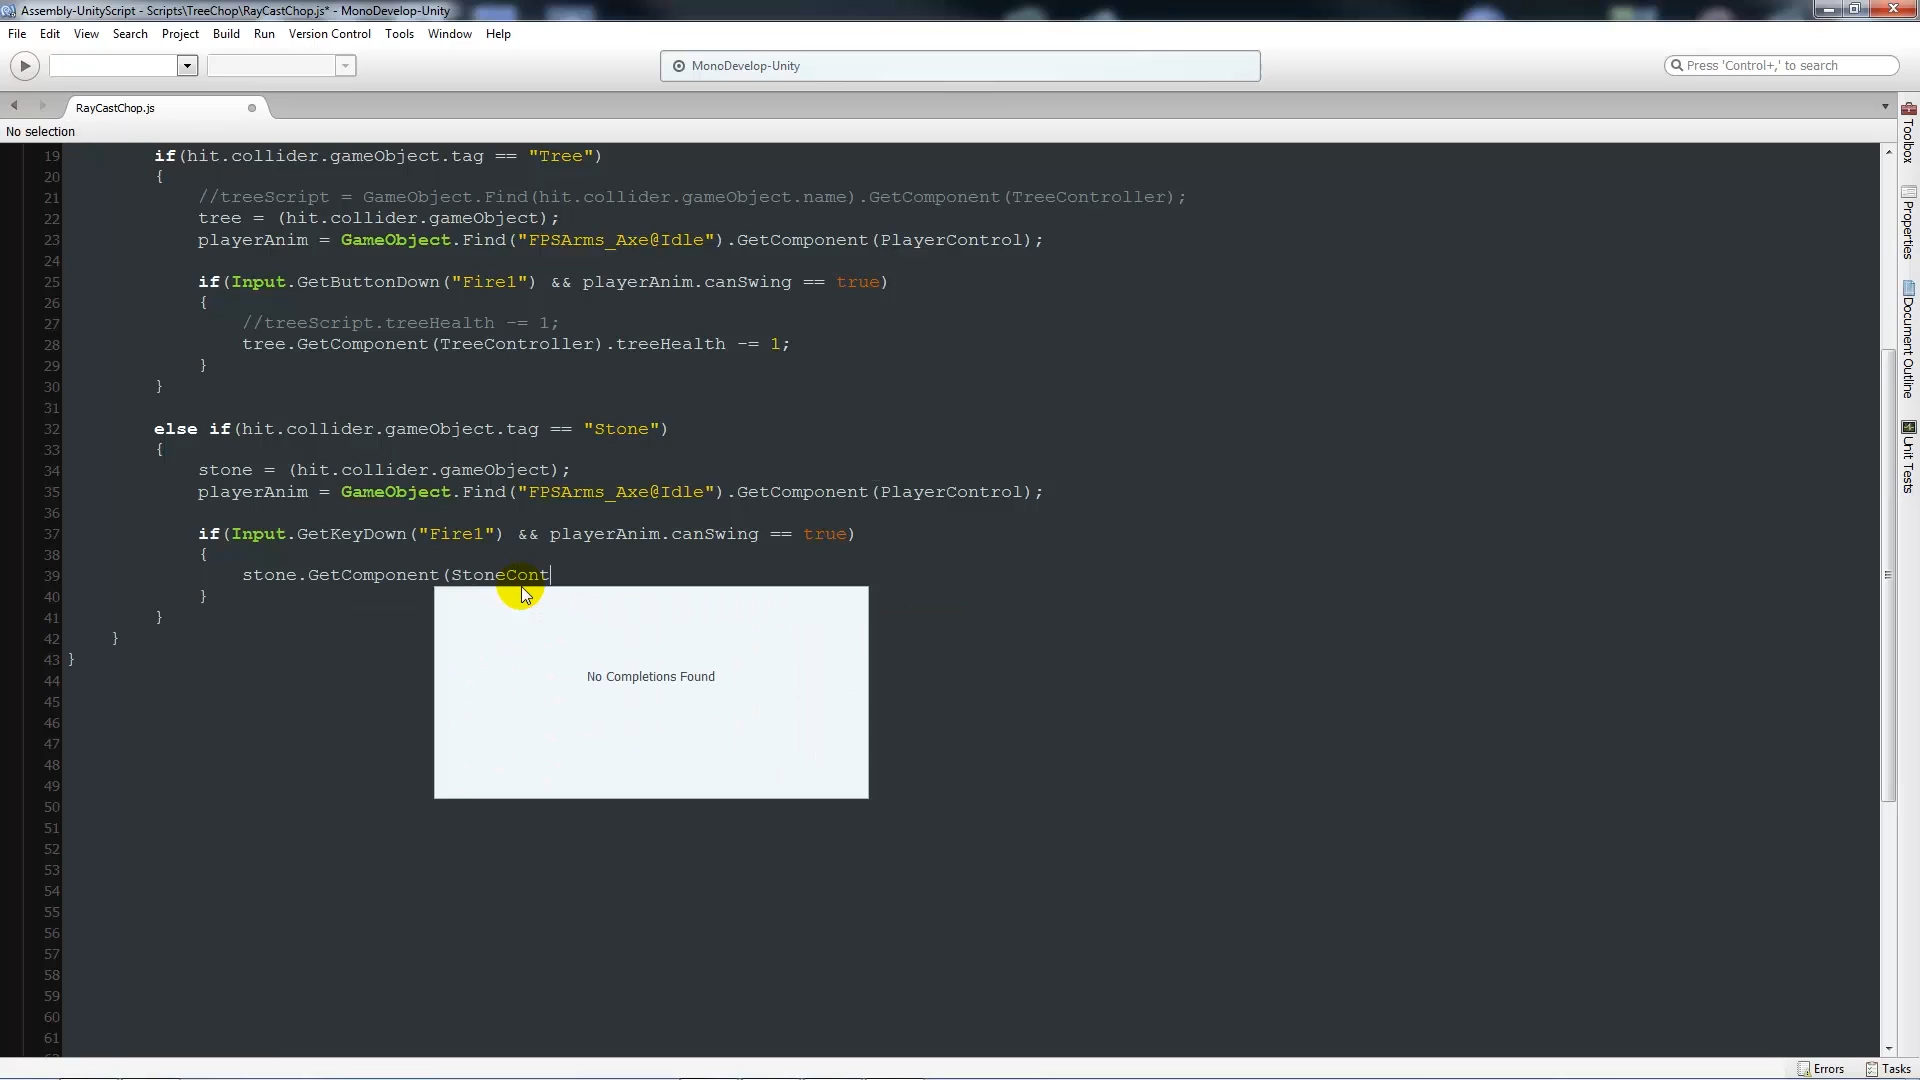 Assembly-UnityScript - Scripts\TreeChop\RayCastChop.js* - MonoDevelop-Unity
File Edit View Search Project Build Run Version Control Tools Window Help
MonoDevelop-Unity
Press 'Control+,' to search
RayCastChop.js
No selection
19 if(hit.collider.gameObject.tag == "Tree")
20 {
21 //treeScript = GameObject.Find(hit.collider.gameObject.name).GetComponent(TreeController);
22 tree = (hit.collider.gameObject);
23 playerAnim = GameObject.Find("FPSArms_Axe@Idle").GetComponent(PlayerControl);
24
25 if(Input.GetButtonDown("Fire1") && playerAnim.canSwing == true)
26 {
27 //treeScript.treeHealth -= 1;
28 tree.GetComponent(TreeController).treeHealth -= 1;
29 }
30 }
31
32 else if(hit.collider.gameObject.tag == "Stone")
33 {
34 stone = (hit.collider.gameObject);
35 playerAnim = GameObject.Find("FPSArms_Axe@Idle").GetComponent(PlayerControl);
36
37 if(Input.GetKeyDown("Fire1") && playerAnim.canSwing == true)
38 {
39 stone.GetComponent(StoneCont
40 }
41 }
42 }
43 }
44
45
46
47
48
49
50
51
52
53
54
55
56
57
58
59
60
61
No Completions Found
Toolbox
Properties
Document Outline
Unit Tests
Errors Tasks